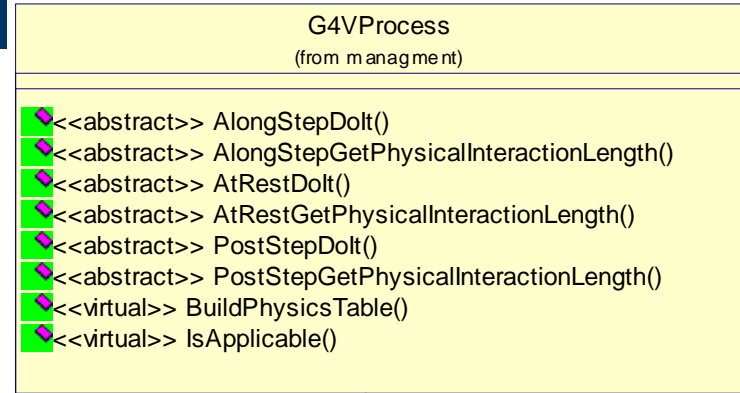 G4VProcess
(from managment)
<<abstract>> AlongStepDoIt()
<<abstract>> AlongStepGetPhysicalInteractionLength()
<<abstract>> AtRestDoIt()
<<abstract>> AtRestGetPhysicalInteractionLength()
<<abstract>> PostStepDoIt()
<<abstract>> PostStepGetPhysicalInteractionLength()
<<virtual>> BuildPhysicsTable()
<<virtual>> IsApplicable()